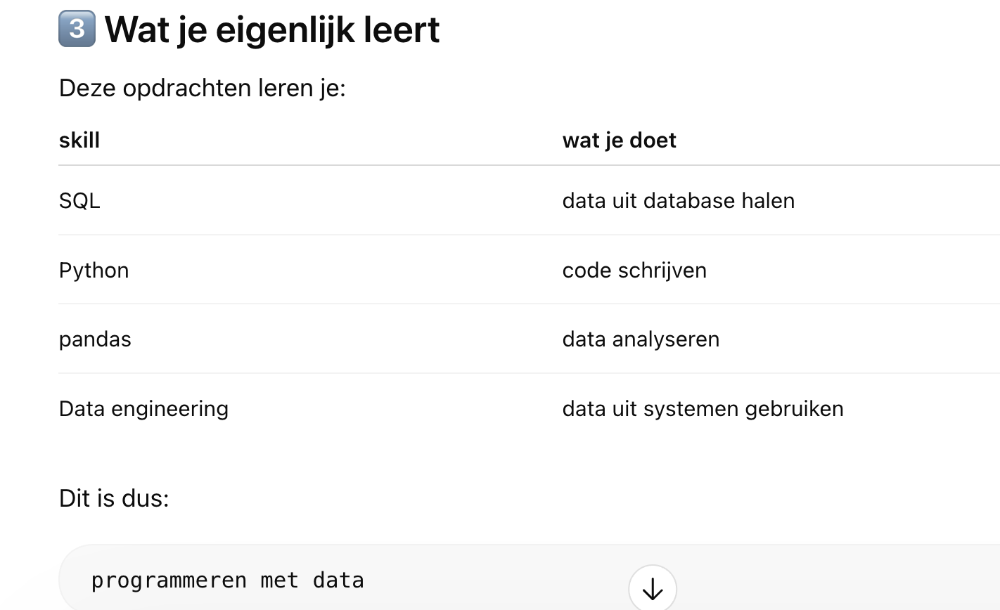 3 Wat je eigenlijk leert
Deze opdrachten leren je:
skill wat je doet
SQL data uit database halen
Python code schrijven
pandas data analyseren
Data engineering data uit systemen gebruiken
Dit is dus:
programmeren met data